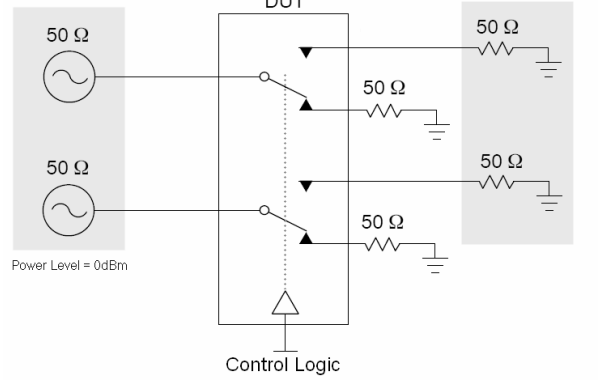 DUT
50 Ω
50 Ω
50 Ω
50 Ω
50 Ω
50 Ω
Power Level = 0dBm
Control Logic